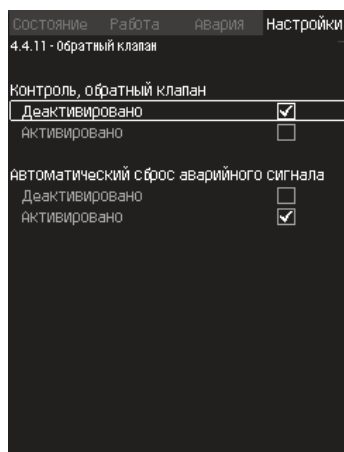 Состояние Работа Авария Настройки
4.4.11 - Обратный клапан
Контроль, обратный клапан
Деактивировано
Активировано
Автоматический сброс аварийного сигнала
Деактивировано
Активировано